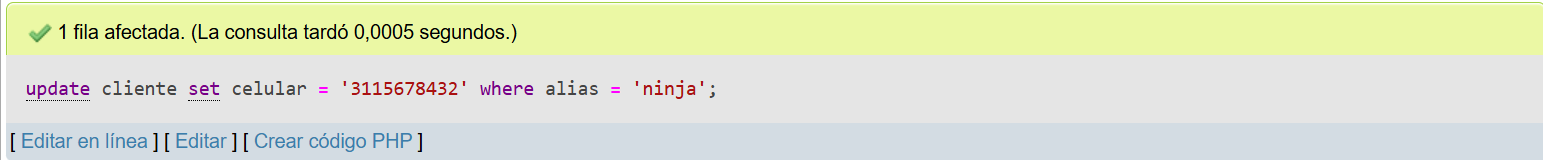 1 fila afectada. (La consulta tardó 0,0005 segundos.)
update cliente set celular = '3115678432' where alias = 'ninja';
[ Editar en línea ] [ Editar ] [ Crear código PHP ]